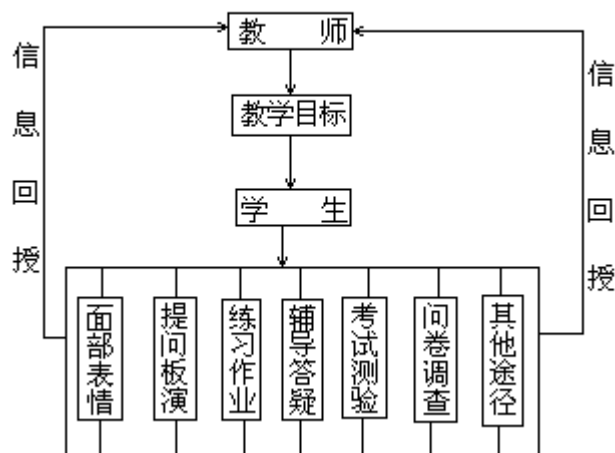 教 师
教学目标
学 生
信息回授
信息回授
面部表情
提问板演
练习作业
辅导答疑
考试测验
问卷调查
其他途径